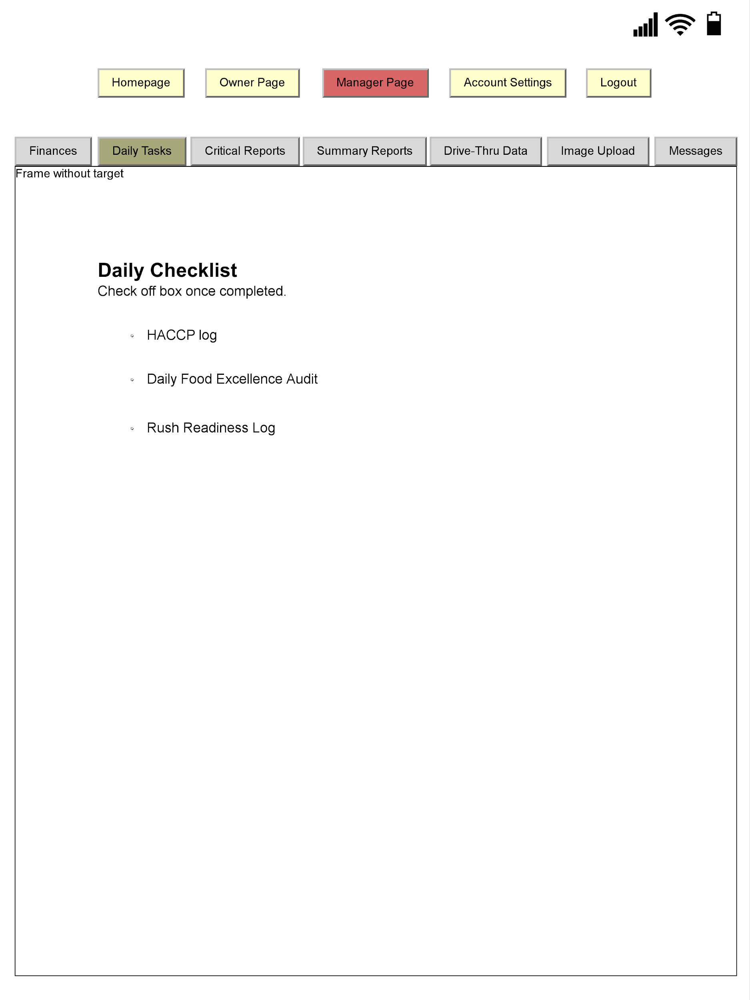 Homepage Owner Page Manager Page Account Settings Logout
Finances Daily Tasks Critical Reports Summary Reports Drive-Thru Data Image Upload Messages
Frame without target
Daily Checklist
Check off box once completed.
HACCP log
Daily Food Excellence Audit
Rush Readiness Log